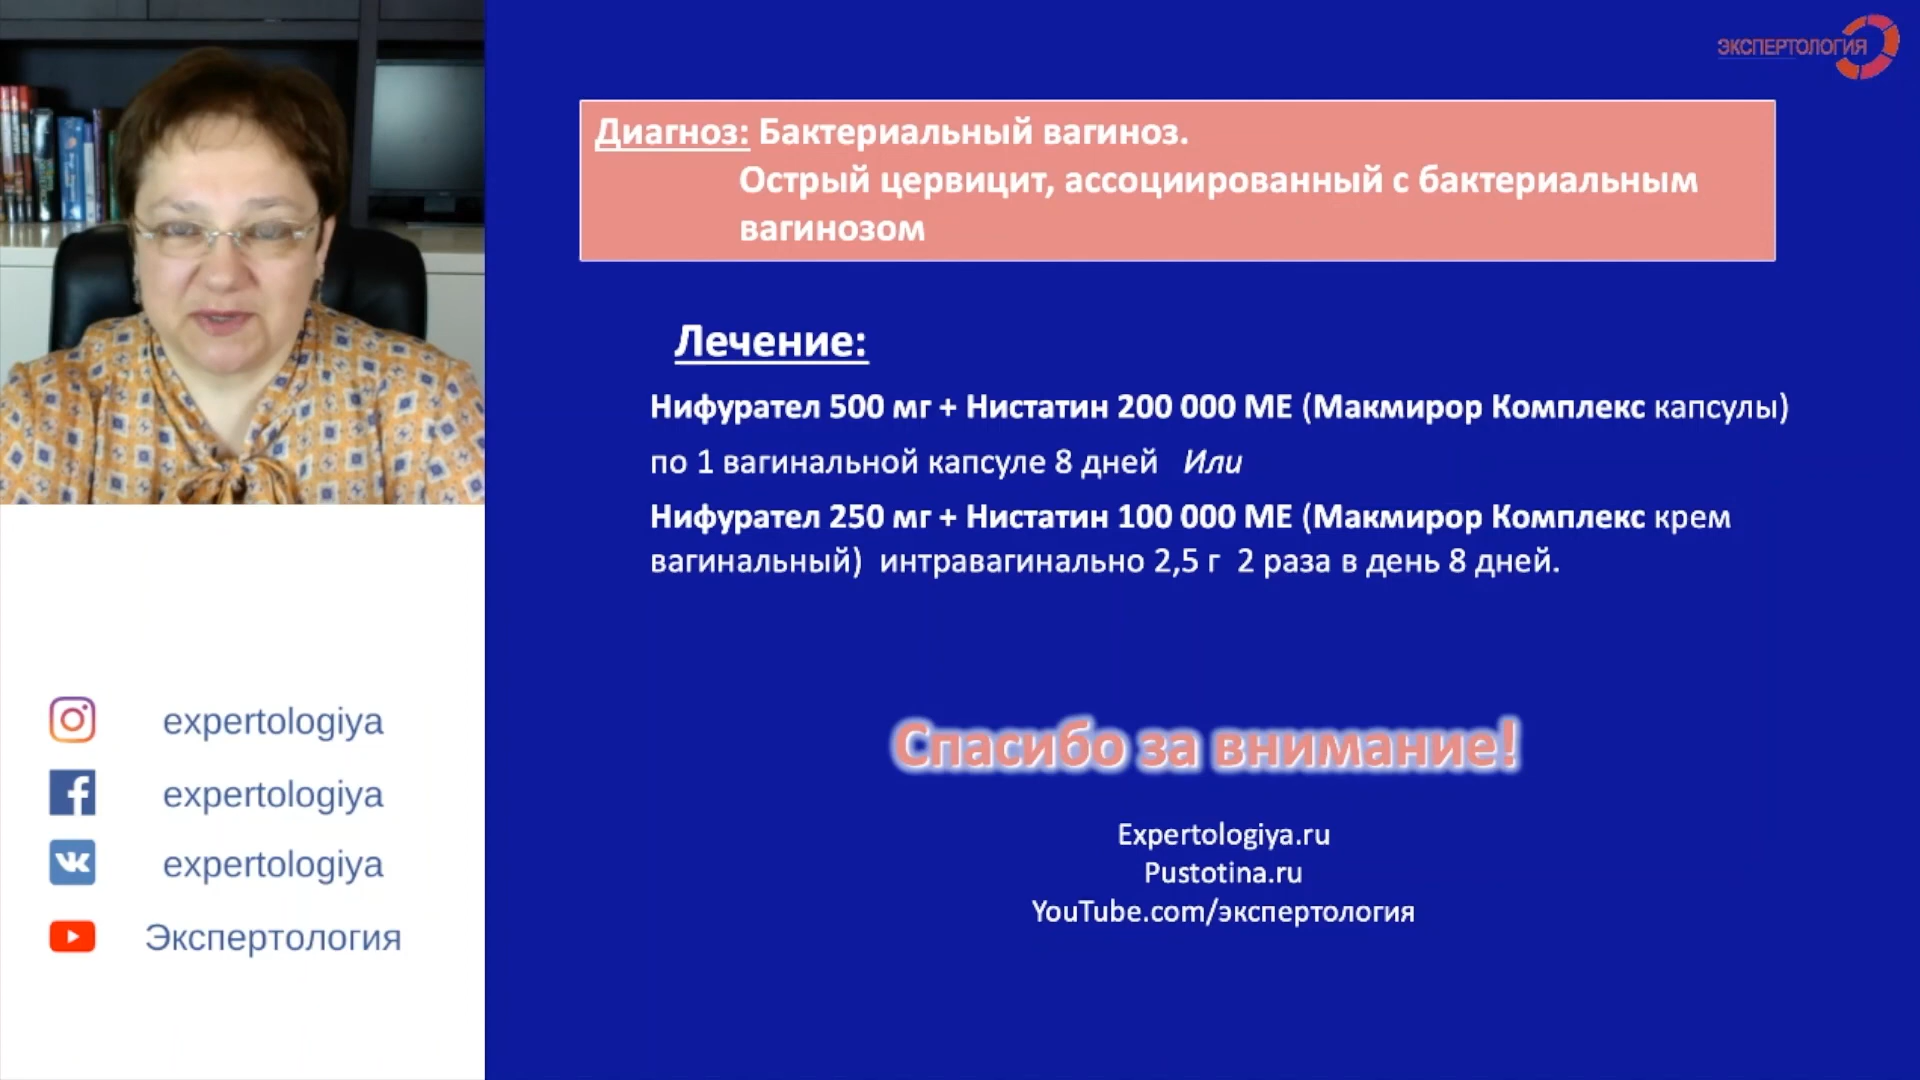 ЭКСПЕРТОЛОГИЯ
Диагноз: Бактериальный вагиноз.
Острый цервицит, ассоциированный с бактериальным
вагинозом
Лечение:
Нифурател 500 мг + Нистатин 200 000 МЕ (Макмирор Комплекс капсулы)
по 1 вагинальной капсуле 8 дней Или
Нифурател 250 мг + Нистатин 100 000 МЕ (Макмирор Комплекс крем
вагинальный) интравагинально 2,5 г 2 раза в день 8 дней.
Спасибо за внимание!
Expertologiya.ru
Pustotina.ru
YouTube.com/экспертология
expertologiya
expertologiya
expertologiya
Экспертология